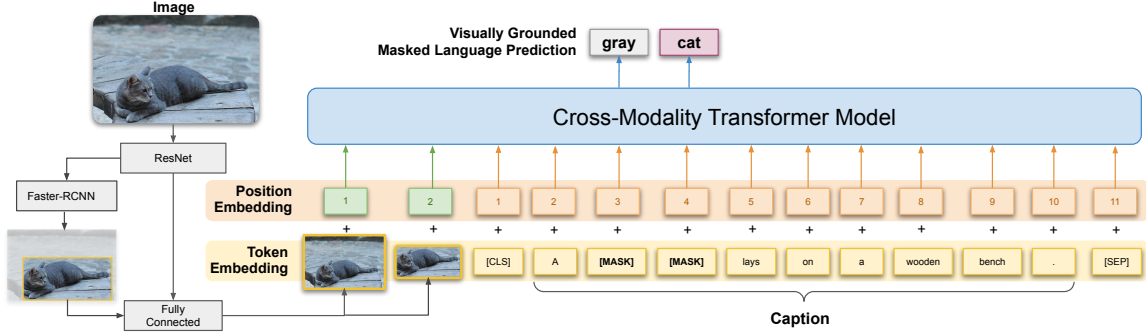 Image
Visually Grounded
Masked Language Prediction
gray
cat
Cross-Modality Transformer Model
ResNet
Faster-RCNN
Position
Embedding
1 2 1 2 3 4 5 6 7 8 9 10 11
+ + + + + + + + + + + + +
Token
Embedding
[CLS] A [MASK] [MASK] lays on a wooden bench . [SEP]
Fully
Connected
Caption